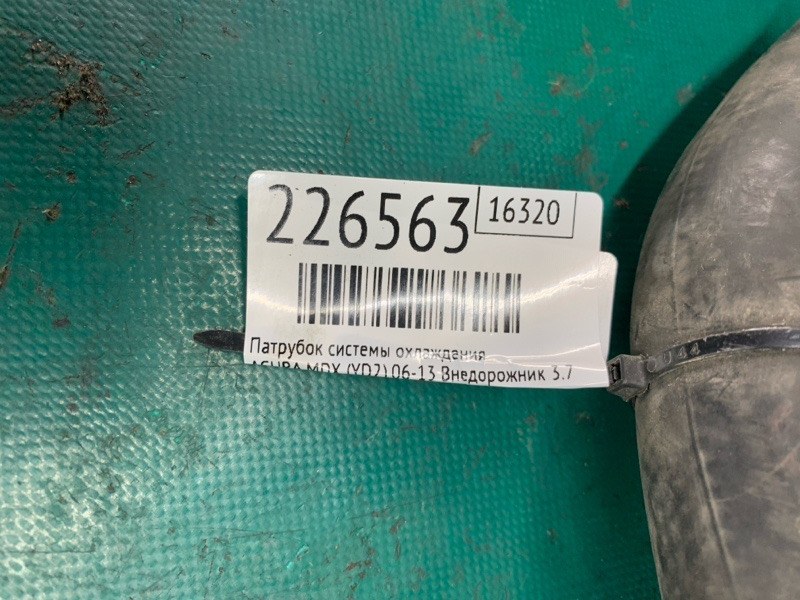 226563
16320
Патрубок системы охлаждения
ACURA MDX (YD2) 06-13 Внедорожник 3.7